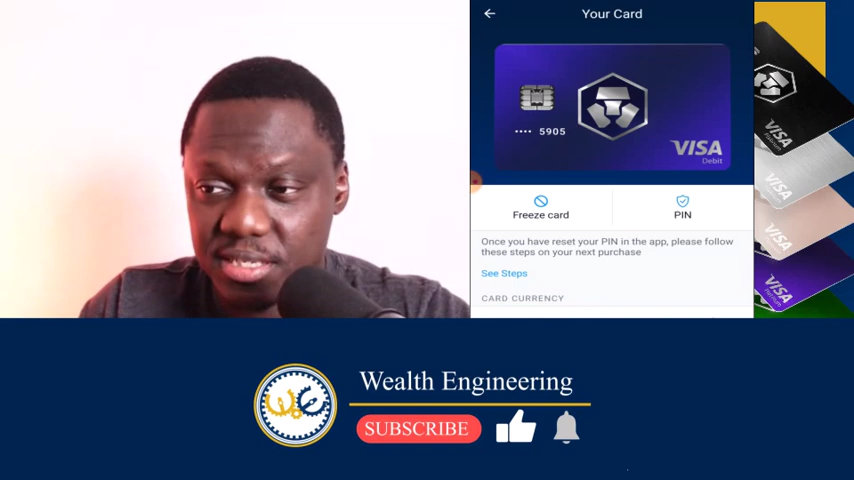 Your Card
•••• 5905
VISA
Debit
Freeze card
PIN
Once you have reset your PIN in the app, please follow
these steps on your next purchase
See Steps
CARD CURRENCY
VISA
VISA
VISA
VISA
WE
Wealth Engineering
SUBSCRIBE